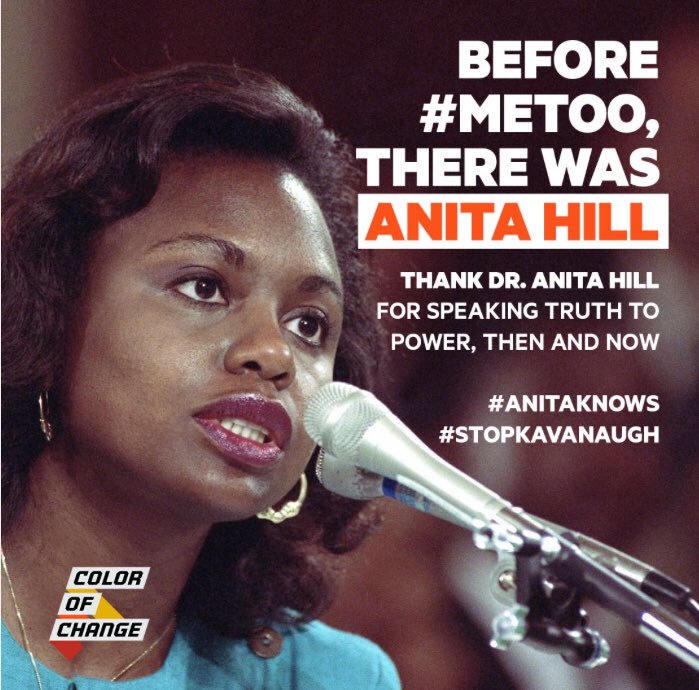 BEFORE
#METOO,
THERE WAS
ANITA HILL
THANK DR. ANITA HILL
FOR SPEAKING TRUTH TO
POWER, THEN AND NOW
#ANITAKNOWS
#STOPKAVANAUGH
COLOR
OF
CHANGE